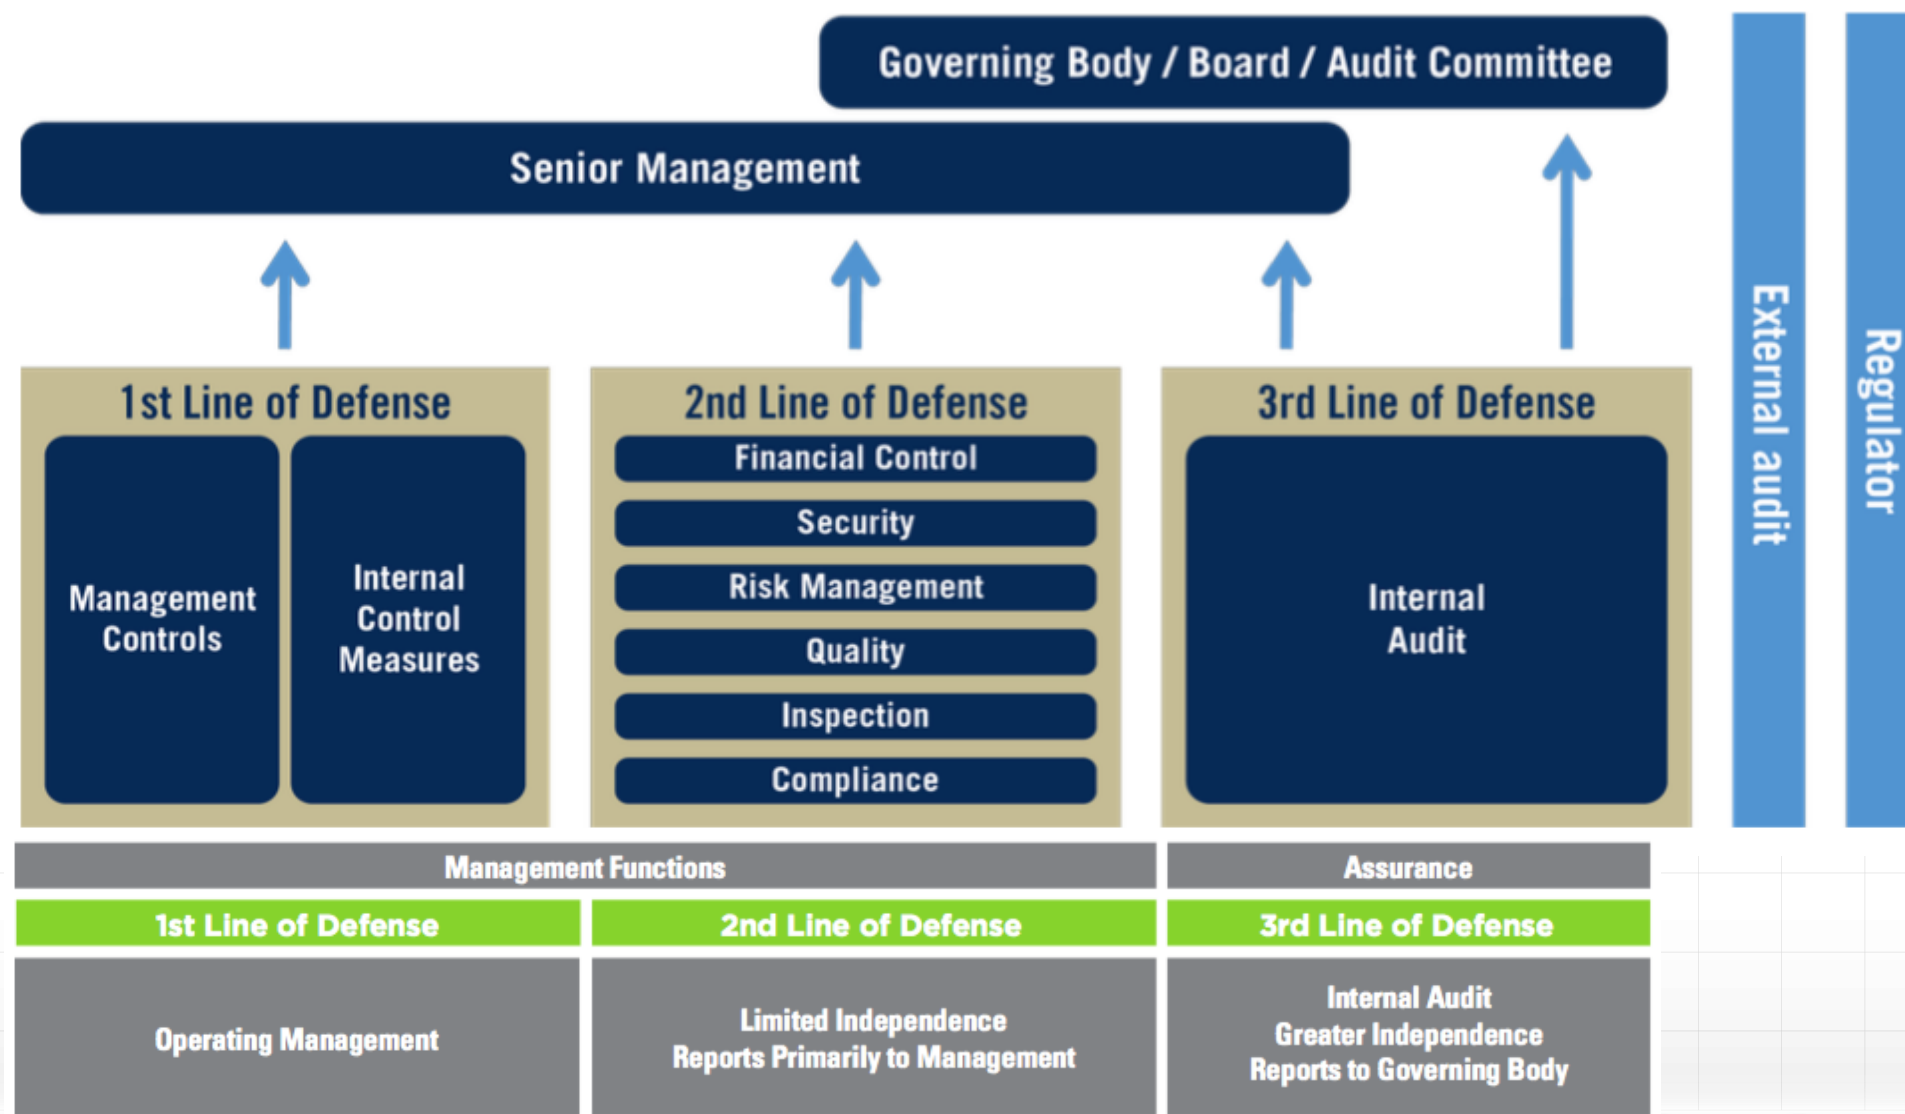 Governing Body / Board / Audit Committee
Senior Management
1st Line of Defense
Management
Controls
Internal
Control
Measures
2nd Line of Defense
Financial Control
Security
Risk Management
Quality
Inspection
Compliance
3rd Line of Defense
Internal
Audit
External audit
Regulator
Management Functions
Assurance
1st Line of Defense
2nd Line of Defense
3rd Line of Defense
Operating Management
Limited Independence
Reports Primarily to Management
Internal Audit
Greater Independence
Reports to Governing Body